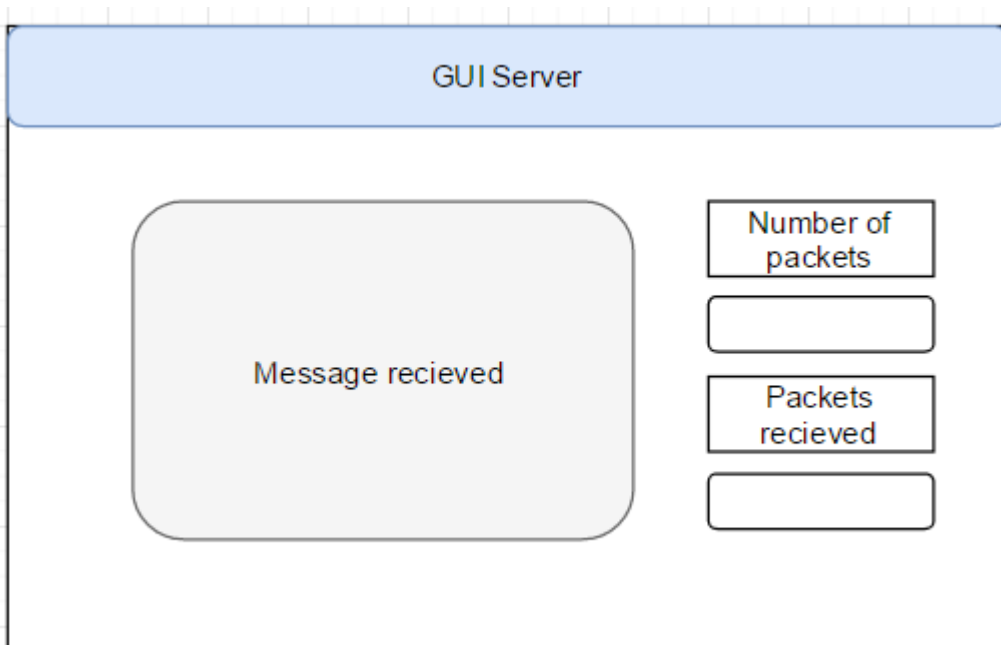 GUI Server
Message recieved
Number of
packets
Packets
recieved